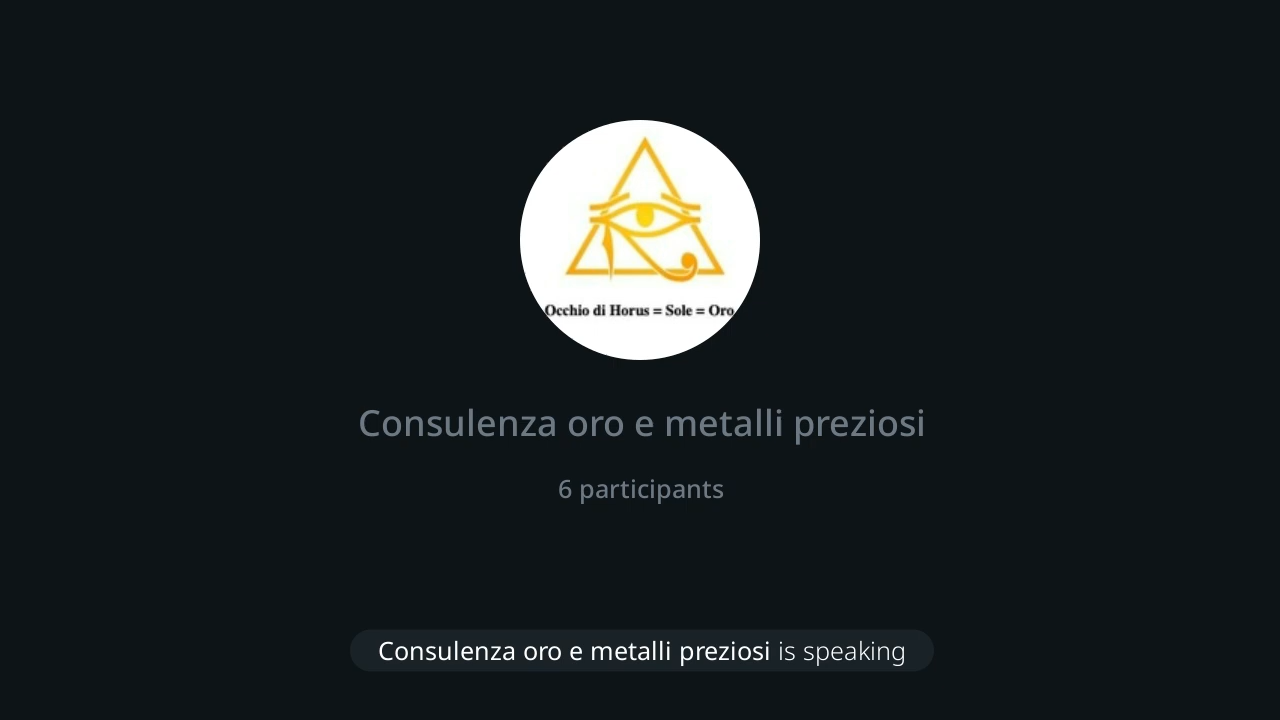 Occhio di Horus = Sole = Oro
Consulenza oro e metalli preziosi
6 participants
Consulenza oro e metalli preziosi is speaking